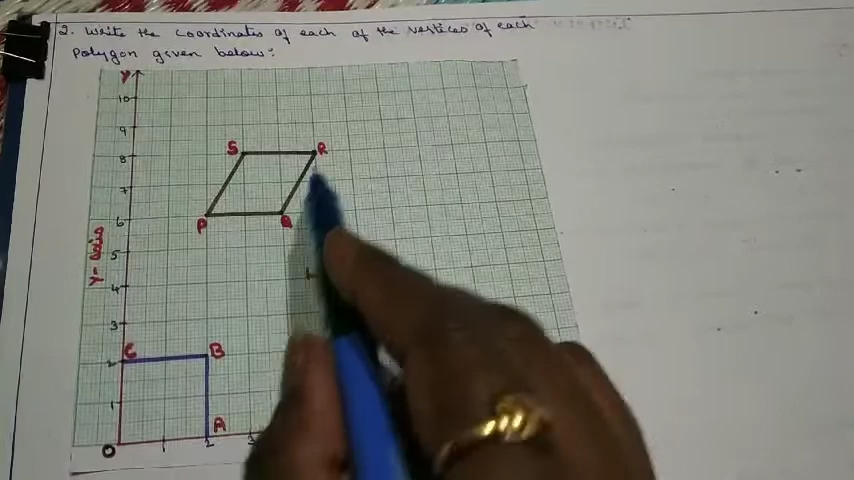 2. Write the coordinates of each of the vertices of each
Polygon given below:
Y
10
9
S
R
8
7
6
P
Q
Y-axis
5
4
3
C
B
2
1
A
O
1
2
3